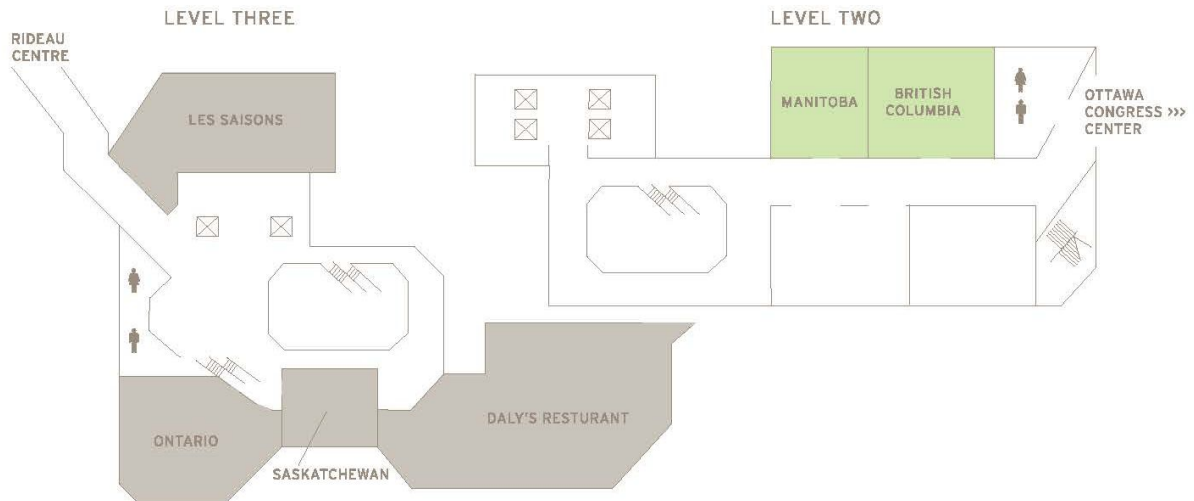 LEVEL THREE
LEVEL TWO
RIDEAU
CENTRE
LES SAISONS
MANITOBA
BRITISH
COLUMBIA
OTTAWA
CONGRESS >>>
CENTER
ONTARIO
SASKATCHEWAN
DALY'S RESTURANT